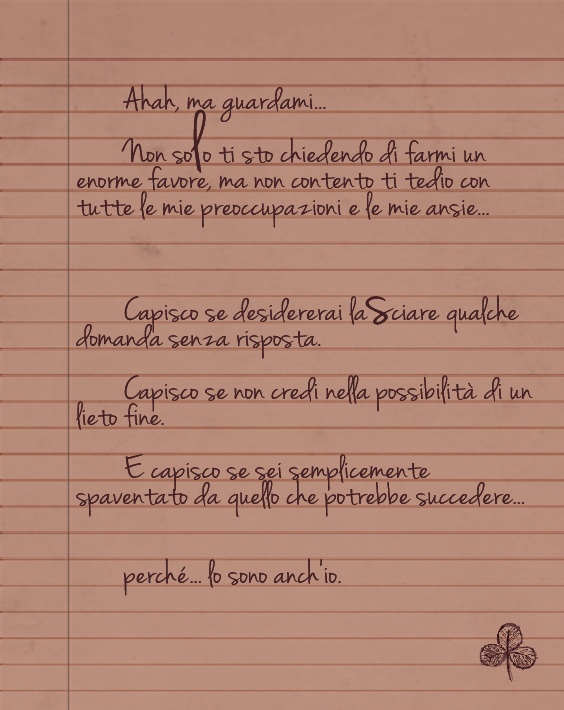 Ahah, ma guardami...
Non solo ti sto chiedendo di farmi un
enorme favore, ma non contento ti tedio con
tutte le mie preoccupazioni e le mie ansie...
Capisco se desidererai laSciare qualche
domanda senza risposta.
Capisco se non credi nella possibilità di un
lieto fine.
E capisco se sei semplicemente
spaventato da quello che potrebbe succedere...
perché... lo sono anch'io.